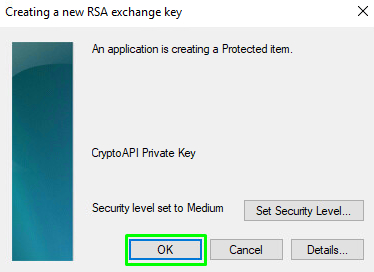 Creating a new RSA exchange key
An application is creating a Protected item.
CryptoAPI Private Key
Security level set to Medium
Set Security Level...
OK
Cancel
Details...